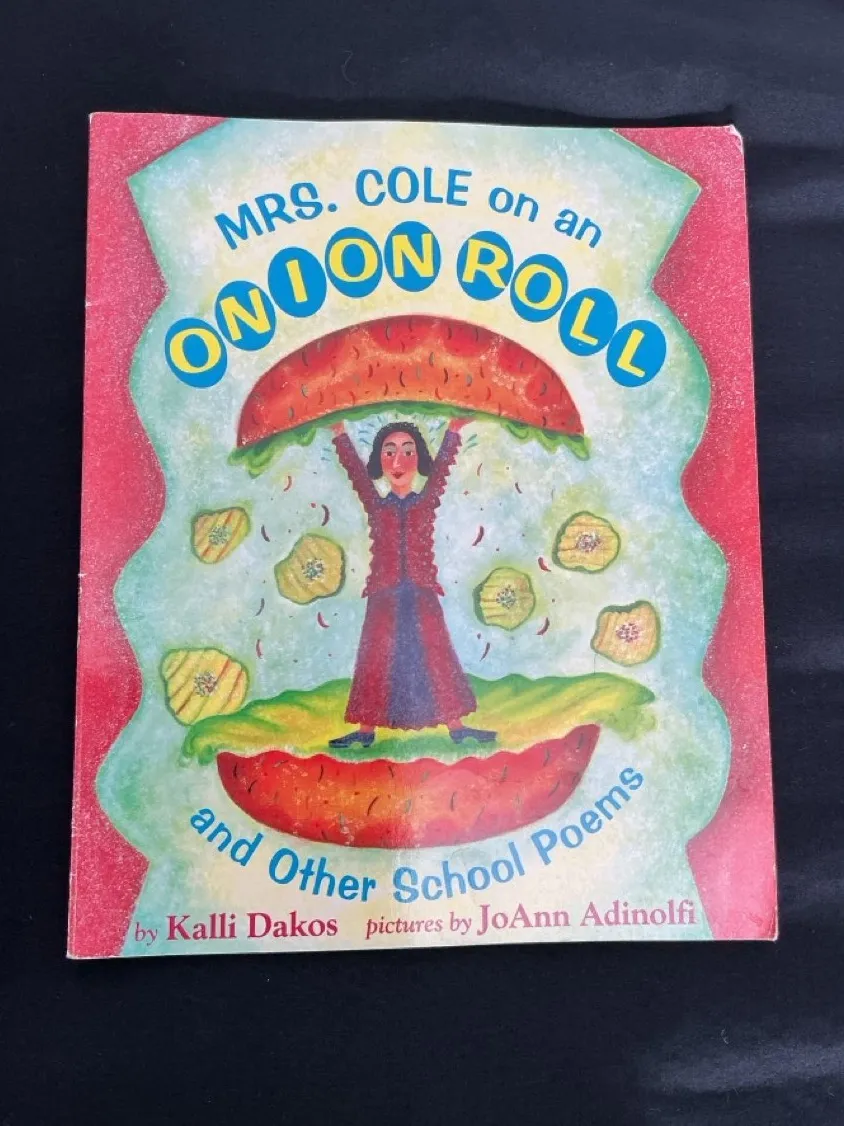 MRS. COLE on an
ONION ROLL
and Other School Poems
by Kalli Dakos pictures by JoAnn Adinolfi